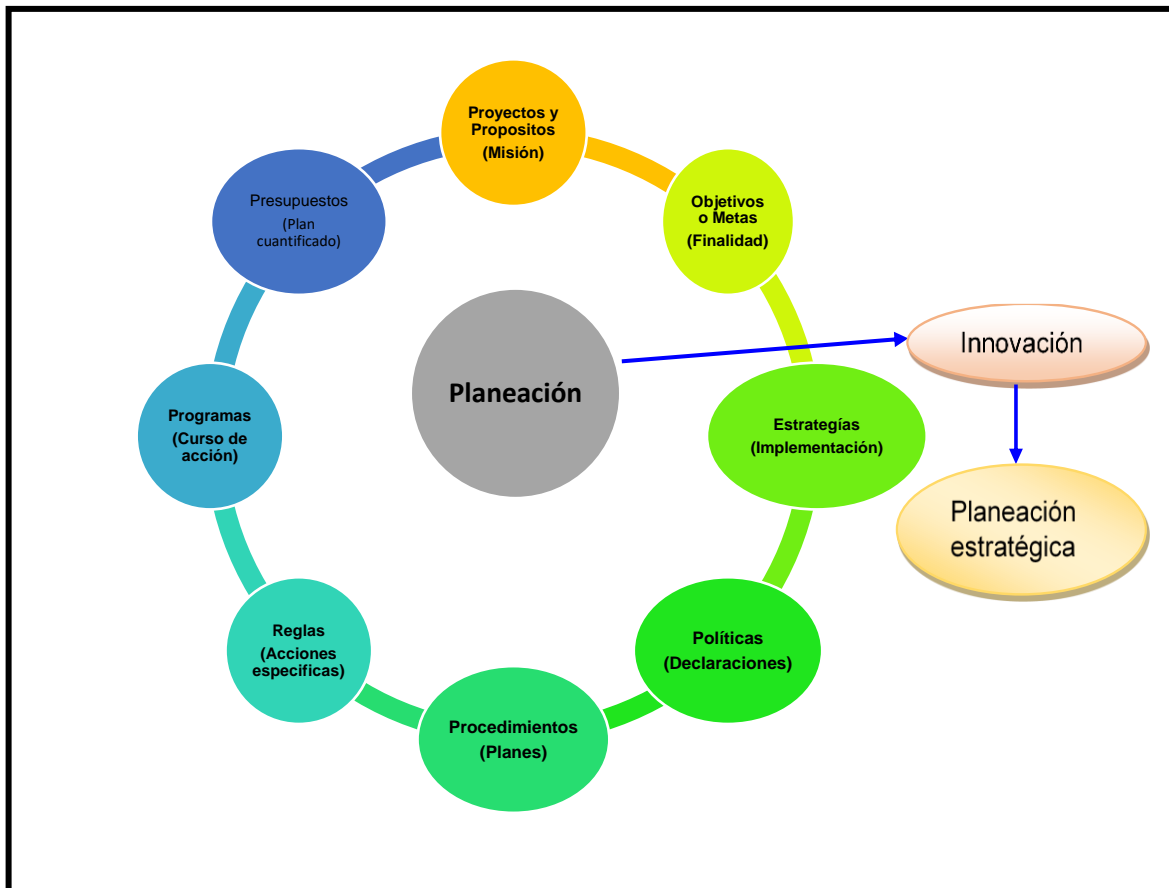 Proyectos y
Propositos
(Misión)
Objetivos
o Metas
(Finalidad)
Estrategías
(Implementación)
Políticas
(Declaraciones)
Procedimientos
(Planes)
Reglas
(Acciones
especificas)
Programas
(Curso de
acción)
Presupuestos
(Plan
cuantificado)
Planeación
Innovación
Planeación
estratégica